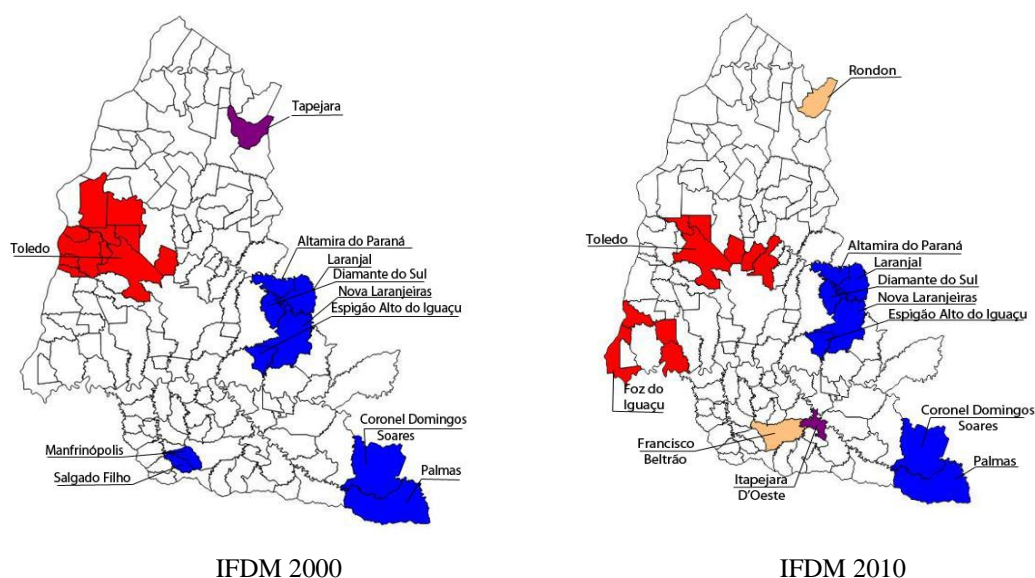 Tapejara
Toledo
Altamira do Paraná
Laranjal
Diamante do Sul
Nova Laranjeiras
Espigão Alto do Iguaçu
Coronel Domingos
Soares
Manfrinópolis
Salgado Filho
Palmas
IFDM 2000
Rondon
Toledo
Altamira do Paraná
Laranjal
Diamante do Sul
Nova Laranjeiras
Espigão Alto do Iguaçu
Foz do
Iguaçu
Francisco
Beltrão
Itapejara
D'Oeste
Coronel Domingos
Soares
Palmas
IFDM 2010